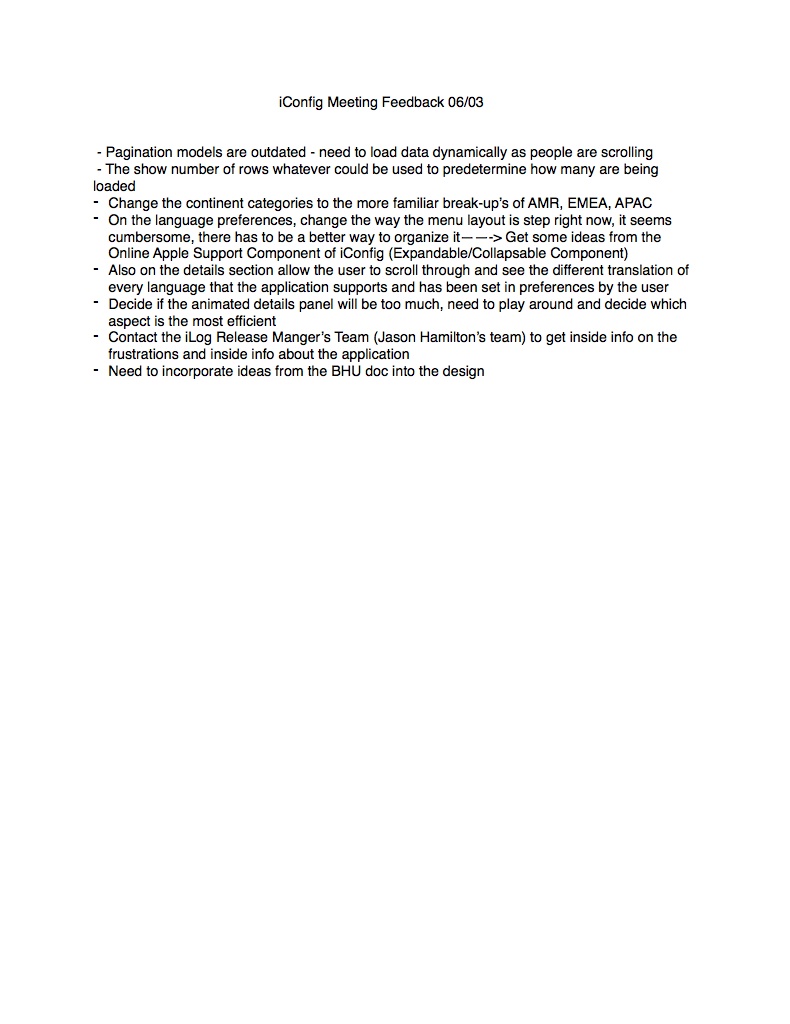 iConfig Meeting Feedback 06/03
- Pagination models are outdated - need to load data dynamically as people are scrolling
- The show number of rows whatever could be used to predetermine how many are being
loaded
- Change the continent categories to the more familiar break-up's of AMR, EMEA, APAC
- On the language preferences, change the way the menu layout is step right now, it seems
cumbersome, there has to be a better way to organize it——-> Get some ideas from the
Online Apple Support Component of iConfig (Expandable/Collapsable Component)
- Also on the details section allow the user to scroll through and see the different translation of
every language that the application supports and has been set in preferences by the user
- Decide if the animated details panel will be too much, need to play around and decide which
aspect is the most efficient
- Contact the iLog Release Manger's Team (Jason Hamilton's team) to get inside info on the
frustrations and inside info about the application
- Need to incorporate ideas from the BHU doc into the design